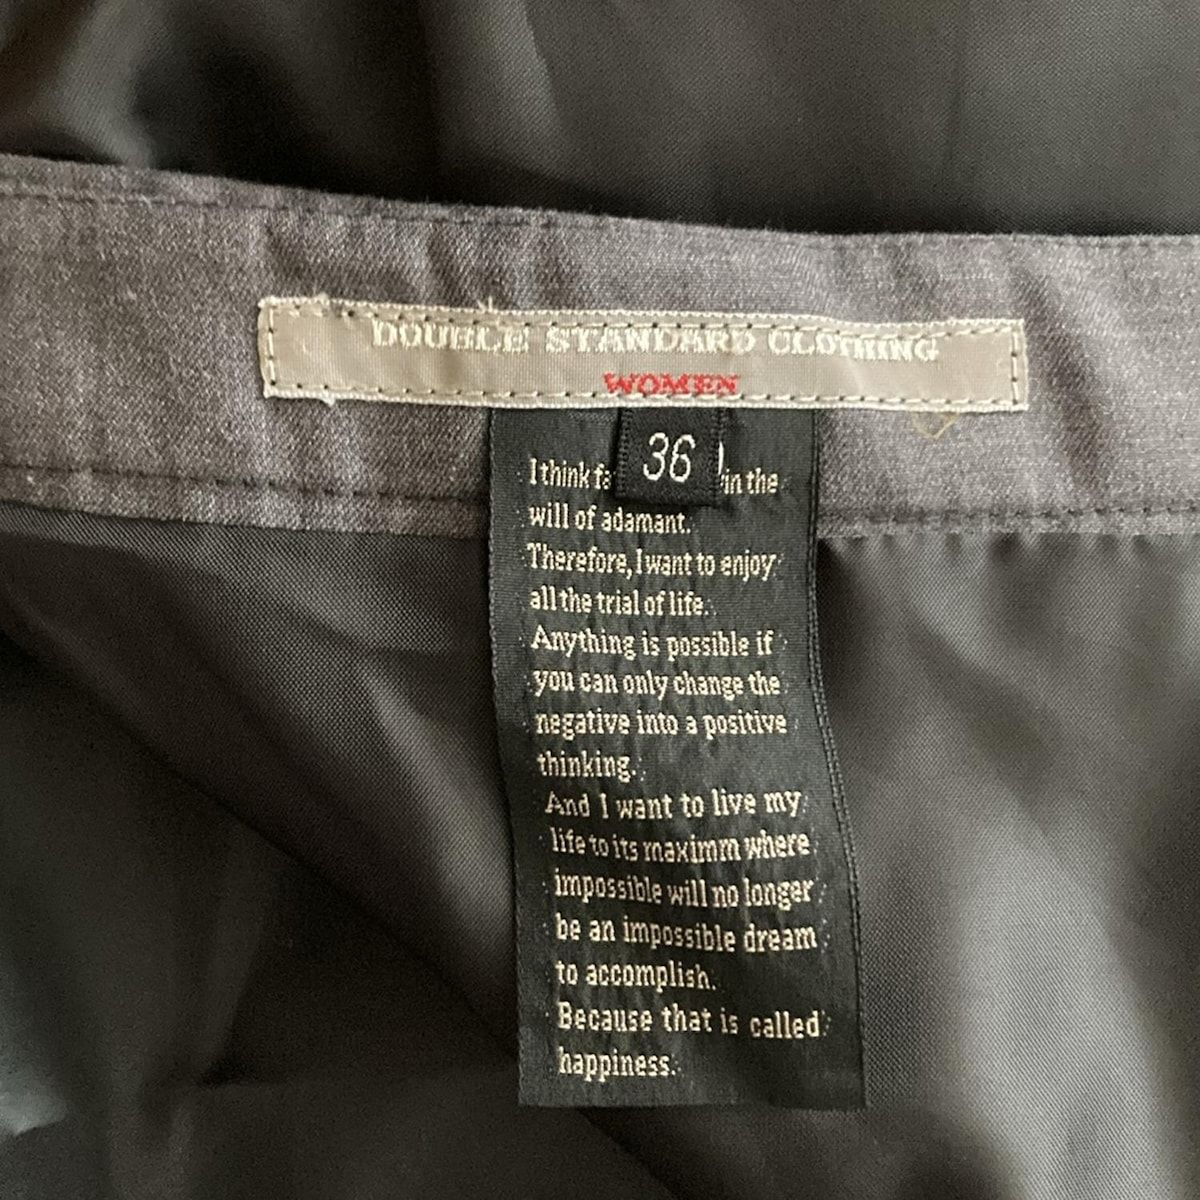 DOUBLE STANDARD CLOTHING
WOMEN
36
I think in the
will of adamant.
Therefore, I want to enjoy
all the trial of life.
Anything is possible if
you can only change the
negative into a positive
thinking.
And I want to live my
life to its maximm where
impossible will no longer
be an impossible dream
to accomplish.
Because that is called
happiness.